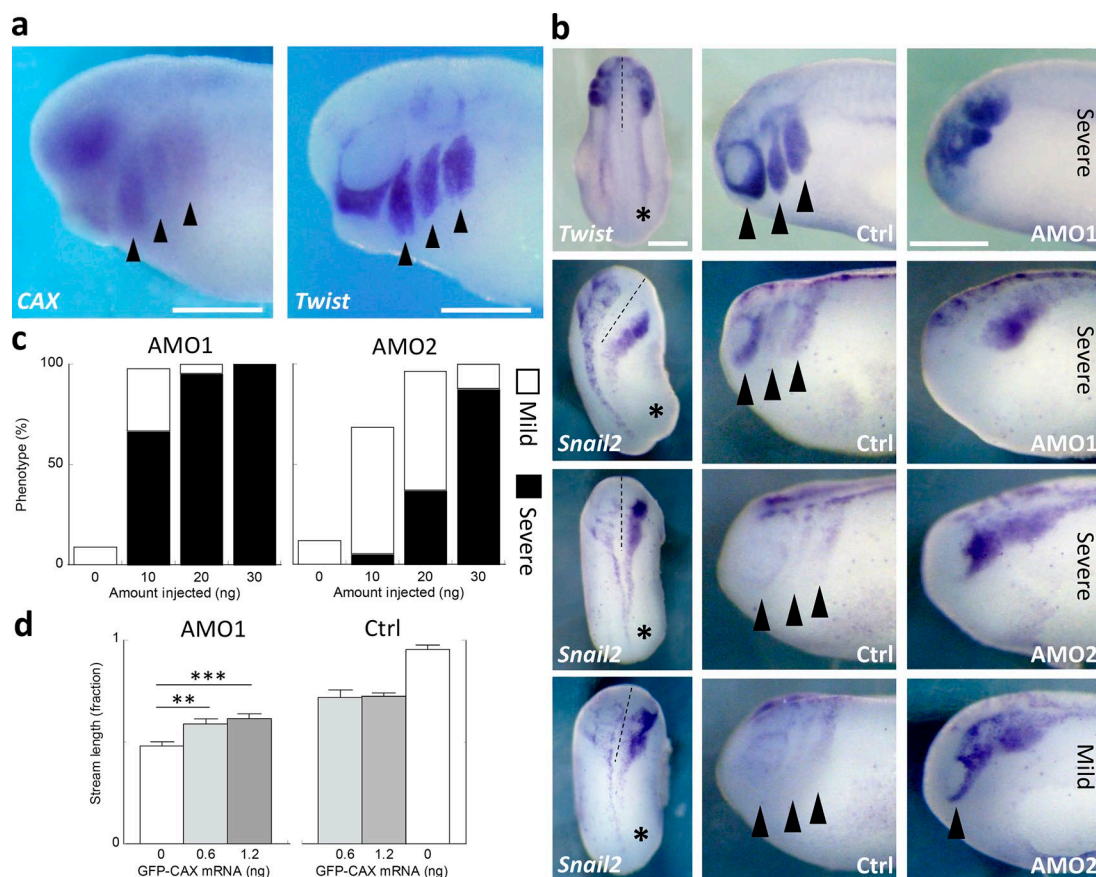 a
CAX
Twist
b
Twist
Ctrl
AMO1
Severe
Snail2
Ctrl
AMO1
Severe
Snail2
Ctrl
AMO2
Severe
Snail2
Ctrl
AMO2
Mild
*
*
*
*
c
AMO1
AMO2
Phenotype (%)
100
50
0
0 10 20 30
Amount injected (ng)
0 10 20 30
Amount injected (ng)
Mild
Severe
d
AMO1
Ctrl
Stream length (fraction)
1
1
***
**
0 0.6 1.2
GFP-CAX mRNA (ng)
0.6 1.2 0
GFP-CAX mRNA (ng)